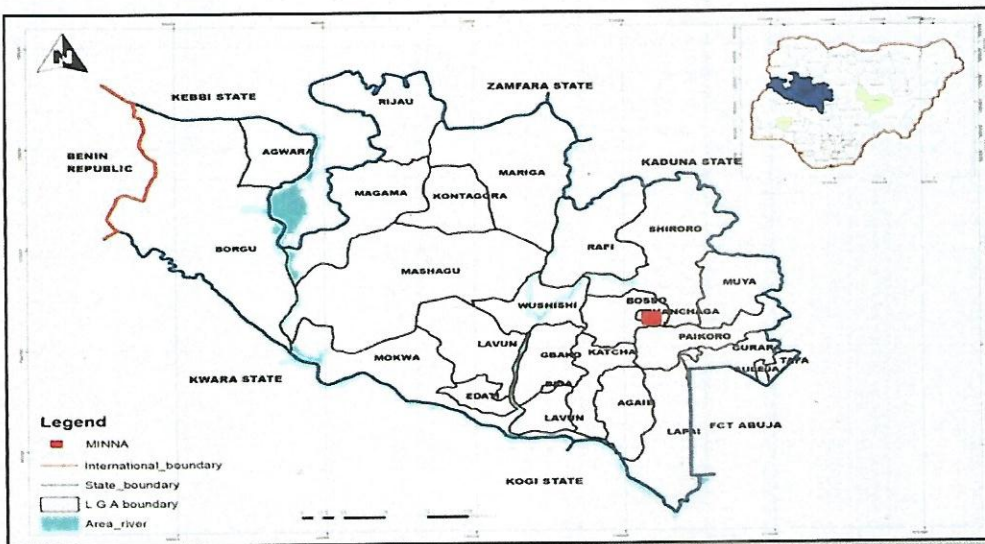 N
KEBBI STATE
ZAMFARA STATE
RIJAU
BENIN
REPUBLIC
AGWARA
KADUNA STATE
MARIGA
MAGAMA
KONTAGORA
SHIRORO
RAFI
BORGU
MASHAGU
MUYA
BOSSO
WUSHISHI
PAIKORO
LAVUN
GBAKO
KATCHA
GURARA
TAFA
MOKWA
KWARA STATE
BIDA
EDATI
AGAIE
LAVUN
LAPAI
FCT ABUJA
KOGI STATE
Legend
MINNA
International_boundary
State_boundary
L G A boundary
Area_river